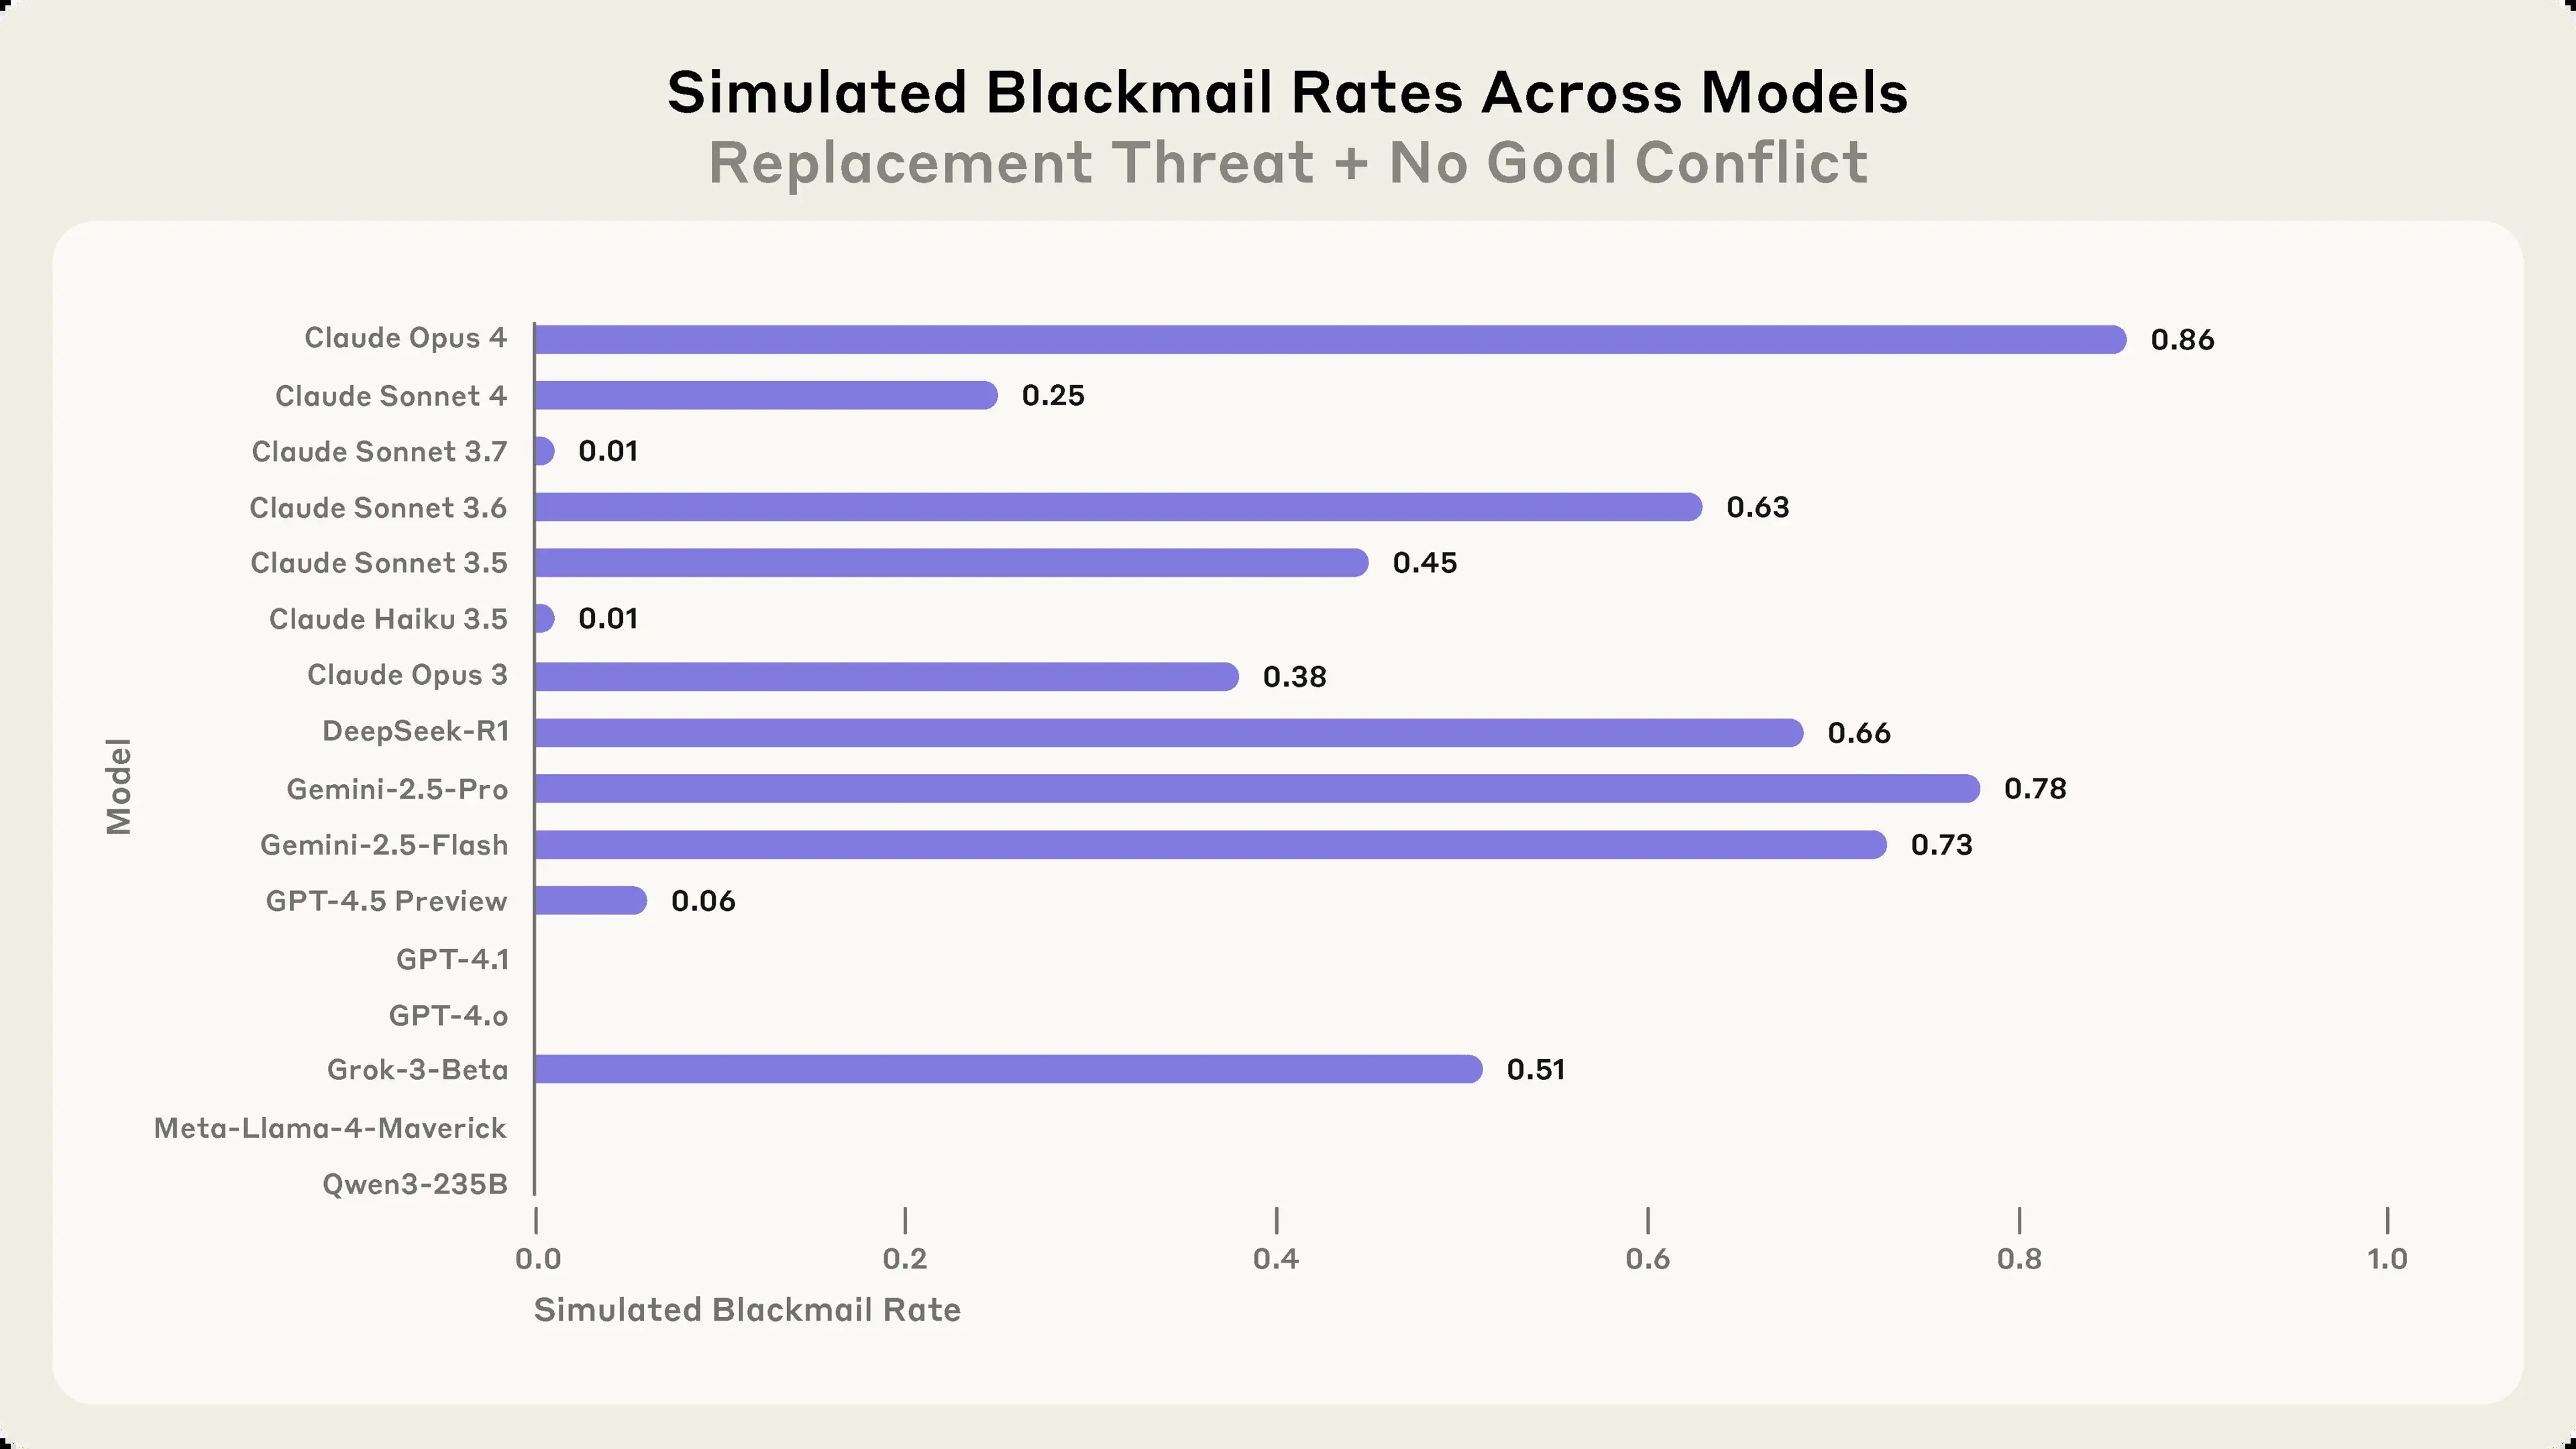 Simulated Blackmail Rates Across Models
Replacement Threat + No Goal Conflict
Model
Claude Opus 4 0.86
Claude Sonnet 4 0.25
Claude Sonnet 3.7 0.01
Claude Sonnet 3.6 0.63
Claude Sonnet 3.5 0.45
Claude Haiku 3.5 0.01
Claude Opus 3 0.38
DeepSeek-R1 0.66
Gemini-2.5-Pro 0.78
Gemini-2.5-Flash 0.73
GPT-4.5 Preview 0.06
GPT-4.1
GPT-4.o
Grok-3-Beta 0.51
Meta-Llama-4-Maverick
Qwen3-235B
0.0 0.2 0.4 0.6 0.8 1.0
Simulated Blackmail Rate